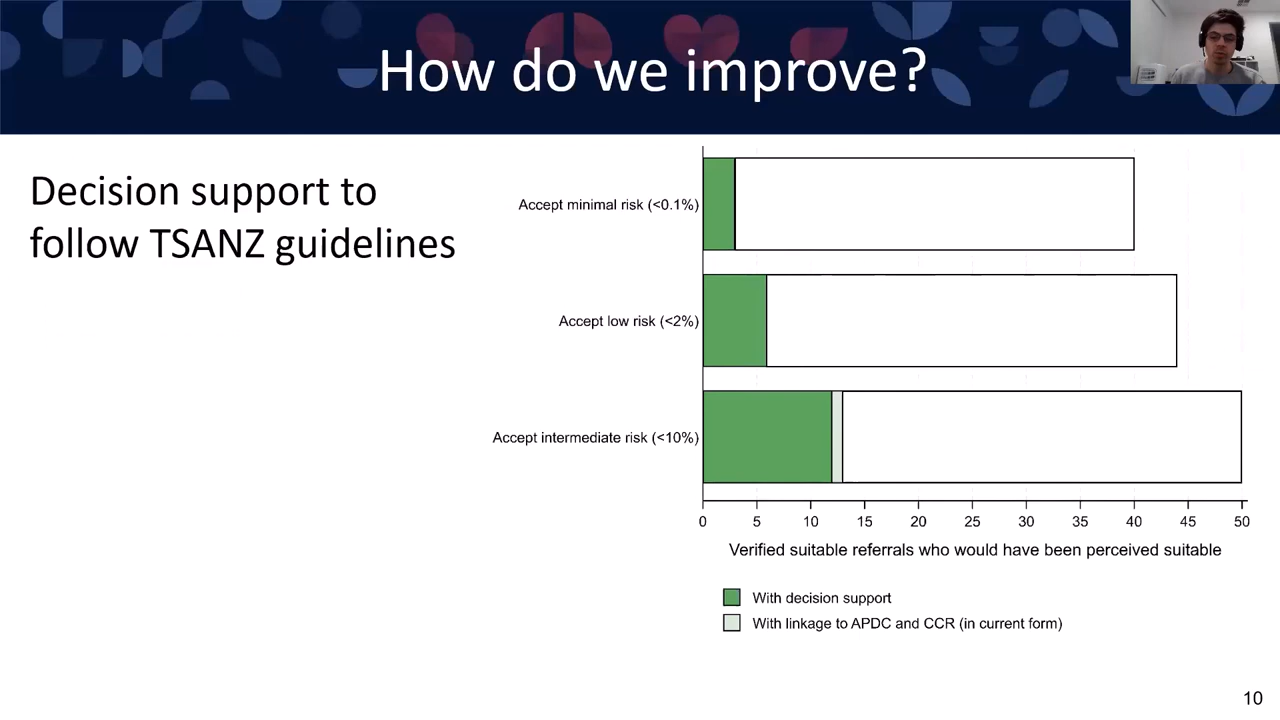 How do we improve?
Decision support to
follow TSANZ guidelines
Accept minimal risk (<0.1%)
Accept low risk (<2%)
Accept intermediate risk (<10%)
0 5 10 15 20 25 30 35 40 45 50
Verified suitable referrals who would have been perceived suitable
With decision support
With linkage to APDC and CCR (in current form)
10